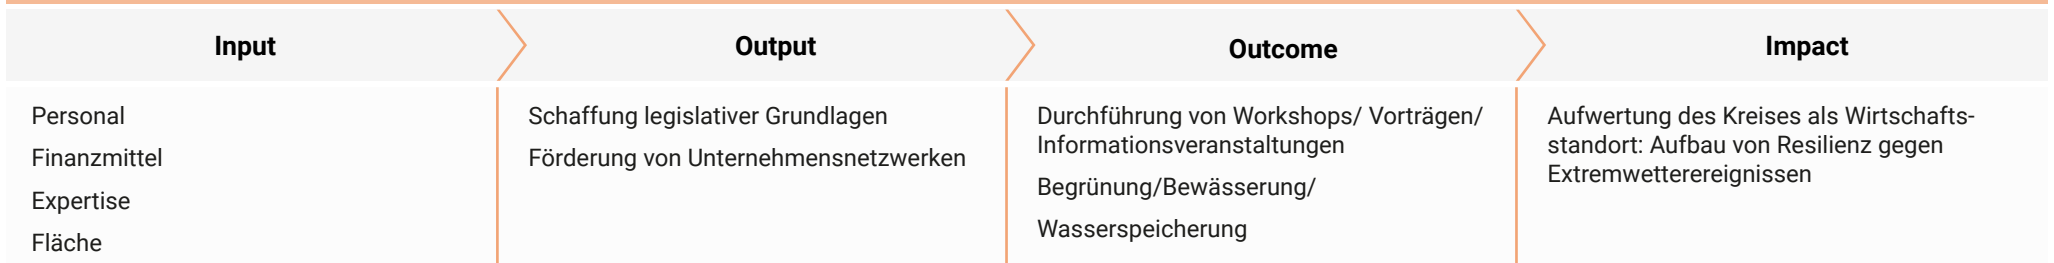 Input
Output
Outcome
Impact
Personal
Finanzmittel
Expertise
Fläche
Schaffung legislativer Grundlagen
Förderung von Unternehmensnetzwerken
Durchführung von Workshops/ Vorträgen/
Informationsveranstaltungen
Begrünung/Bewässerung/
Wasserspeicherung
Aufwertung des Kreises als Wirtschafts-
standort: Aufbau von Resilienz gegen
Extremwetterereignissen